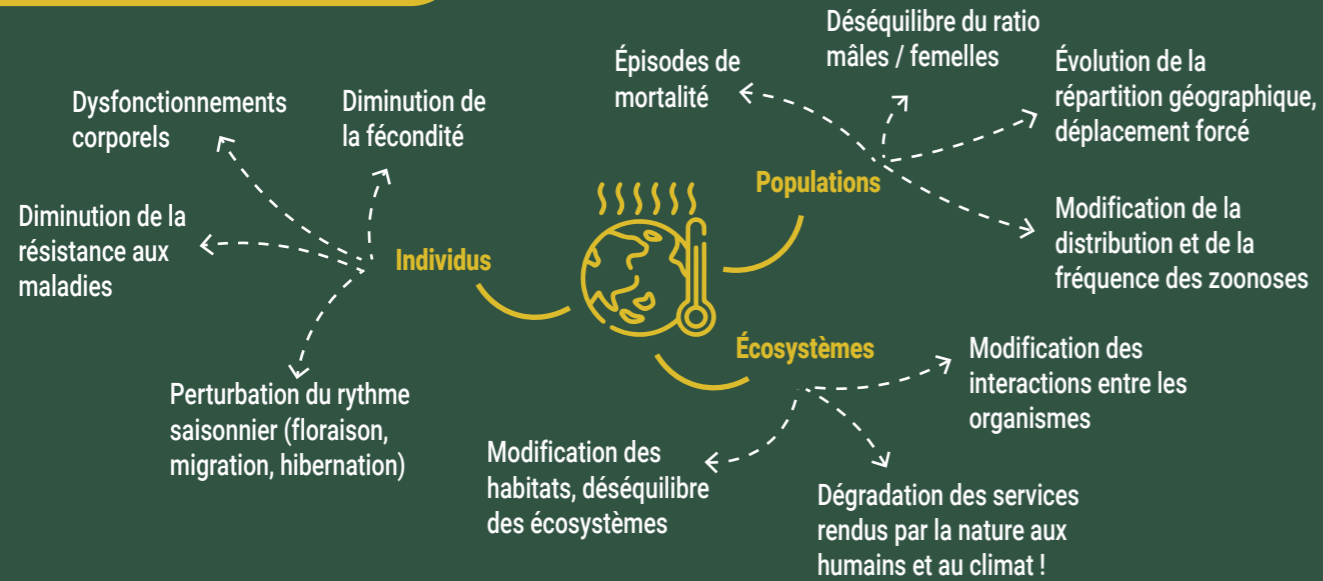 Individus
Dysfonctionnements
corporels
Diminution de
la fécondité
Diminution de la
résistance aux
maladies
Perturbation du rythme
saisonnier (floraison,
migration, hibernation)
Populations
Épisodes de
mortalité
Déséquilibre du ratio
mâles / femelles
Évolution de la
répartition géographique,
déplacement forcé
Modification de la
distribution et de la
fréquence des zoonoses
Écosystèmes
Modification des
interactions entre les
organismes
Modification des
habitats, déséquilibre
des écosystèmes
Dégradation des services
rendus par la nature aux
humains et au climat !